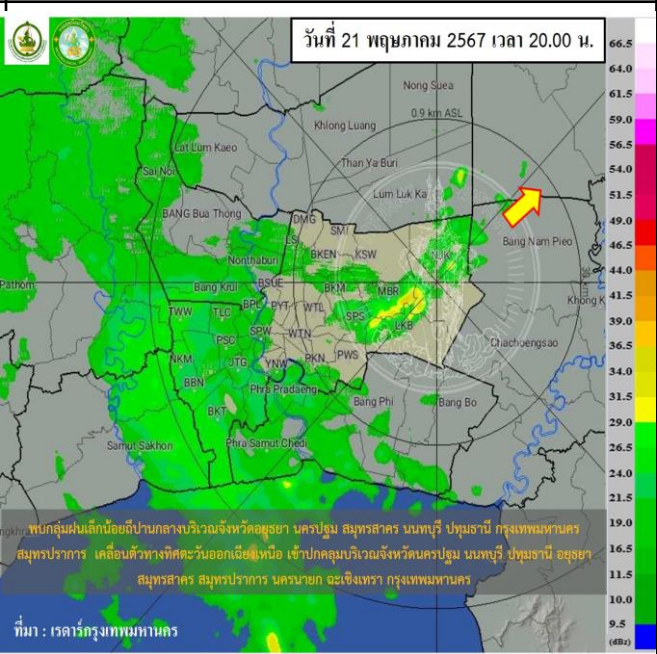 วันที่ 21 พฤษภาคม 2567 เวลา 20.00 น.
66.5
64.0
61.5
59.0
56.5
54.0
51.5
49.0
46.5
44.0
41.5
39.0
36.5
34.0
31.5
29.0
26.5
24.0
21.5
19.0
16.5
14.0
11.5
10.0
9.5
(dBz)
Nong Suea
0.9 km ASL
Khlong Luang
Lat Lum Kaeo
Than Ya Buri
Sai Noi
Lum Luk Ka
BANG Bua Thong
DMG
SMI
LSI
Bang Nam Pieo
Nonthaburi
BKEN
KSW
NJK
Pathom
Bang Krui
BSUE
BKM
MBR
30 km
Khong K
TWW
TLC
BPL
PYT
WTL
SPS
LKB
PSC
SPW
WTN
Chachoengsao
NKM
JTG
YNW
PKN
PWS
BBN
Phra Pradaeng
Bang Phi
Bang Bo
BKT
Samut Sakhon
Phra Samut Chedi
พบกลุ่มฝนเล็กน้อยถึปานกลางบริเวณจังหวัดอยุธยา นครปฐม สมุทรสาคร นนทบุรี ปทุมธานี กรุงเทพมหานคร
สมุทรปราการ เคลื่อนตัวทางทิศตะวันออกเฉียงเหนือ เข้าปกคลุมบริเวณจังหวัดนครปฐม นนทบุรี ปทุมธานี อยุธยา
สมุทรสาคร สมุทรปราการ นครนายก ฉะเชิงเทรา กรุงเทพมหานคร
ที่มา : เรดาร์กรุงเทพมหานคร